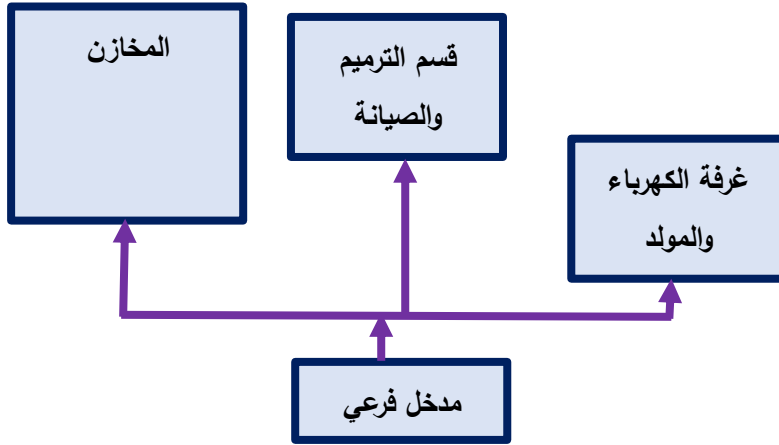 المخازن
قسم الترميم
والصيانة
غرفة الكهرباء
والمولد
مدخل فرعي